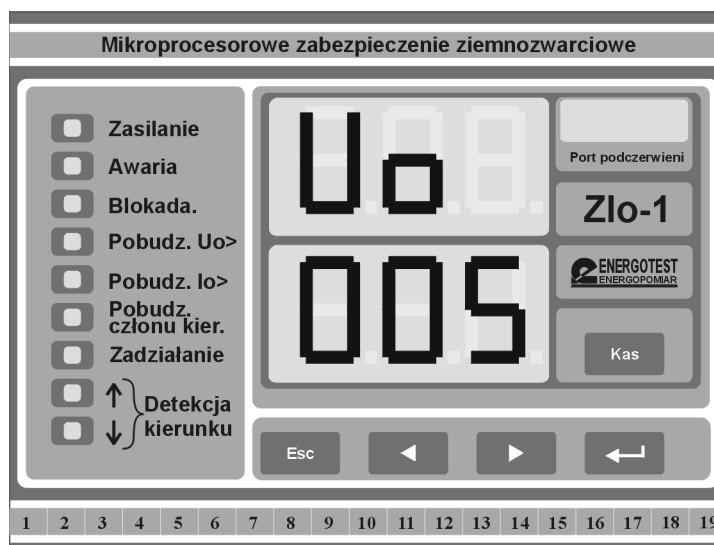 Mikroprocesorowe zabezpieczenie ziemnozwarciowe
Zasilanie
Awaria
Blokada.
Pobudz. Uo>
Pobudz. Io>
Pobudz.
członu kier.
Zadziałanie
↑
↓
Detekcja
kierunku
Uo
005
Port podczerwieni
ZIo-1
e ENERGOTEST
ENERGOPOMIAR
Kas
Esc
1 2 3 4 5 6 7 8 9 10 11 12 13 14 15 16 17 18 19